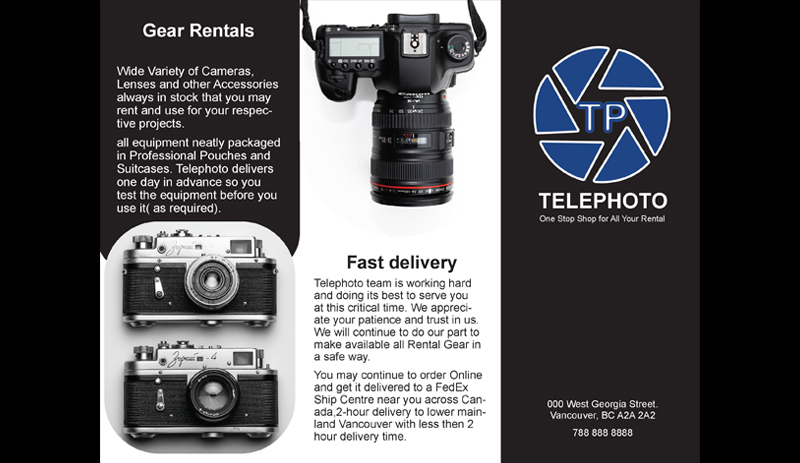 Gear Rentals
Wide Variety of Cameras,
Lenses and other Accessories
always in stock that you may
rent and use for your respec-
tive projects.
all equipment neatly packaged
in Professional Pouches and
Suitcases. Telephoto delivers
one day in advance so you
test the equipment before you
use it( as required).
Canon
Fast delivery
Telephoto team is working hard
and doing its best to serve you
at this critical time. We appreci-
ate your patience and trust in us.
We will continue to do our part to
make available all Rental Gear in
a safe way.
You may continue to order Online
and get it delivered to a FedEx
Ship Centre near you across Can-
ada,2-hour delivery to lower main-
land Vancouver with less then 2
hour delivery time.
TP
TELEPHOTO
One Stop Shop for All Your Rental
000 West Georgia Street.
Vancouver, BC A2A 2A2
788 888 8888